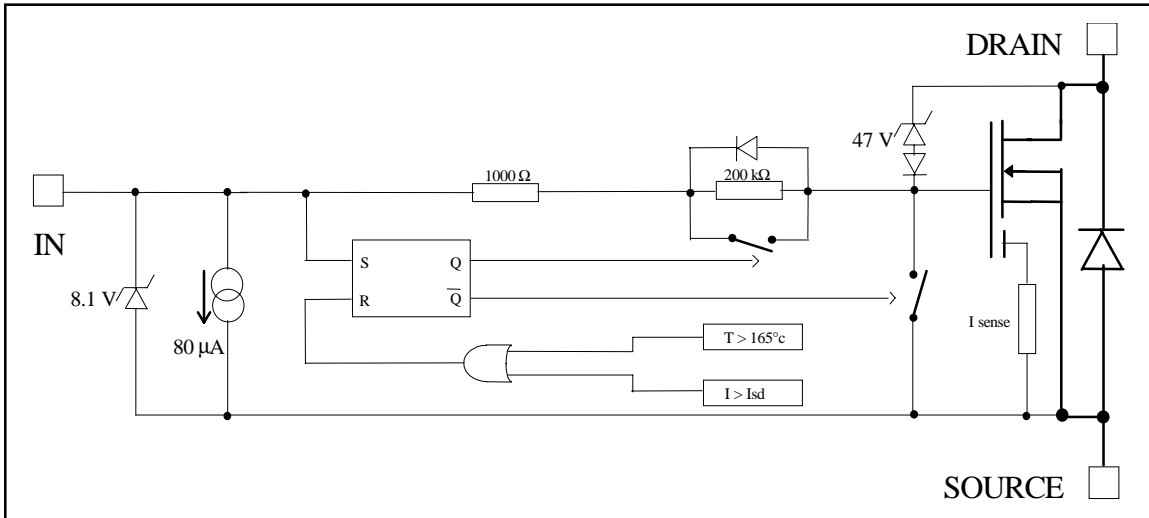 DRAIN
47 V
1000 Ω
200 kΩ
IN
S Q
R Q̅
8.1 V
80 µA
I sense
T > 165°c
I > Isd
SOURCE